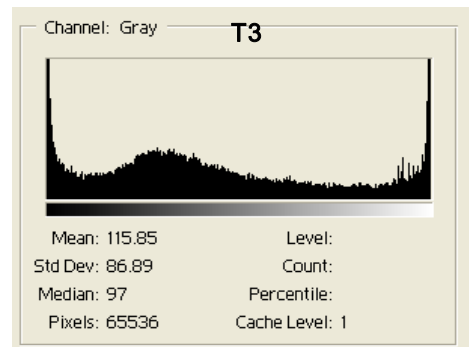 Channel: Gray T3
Mean: 115.85 Level:
Std Dev: 86.89 Count:
Median: 97 Percentile:
Pixels: 65536 Cache Level: 1